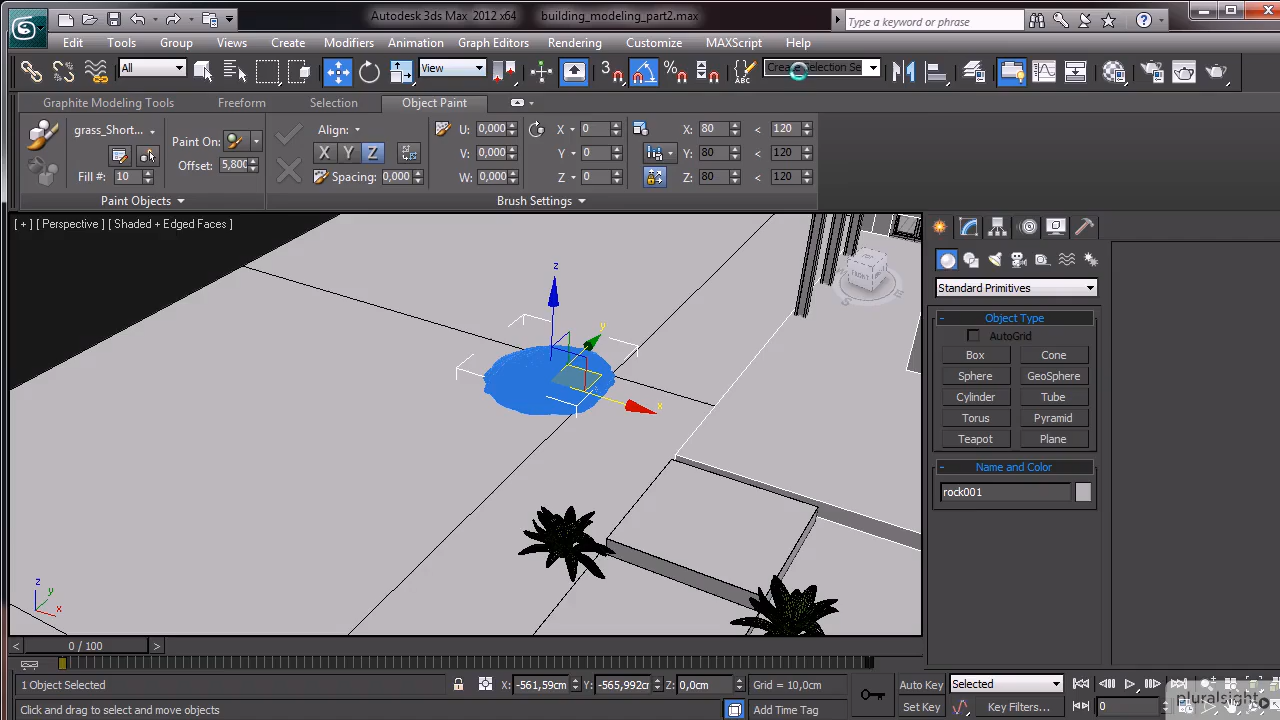 Autodesk 3ds Max 2012 x64 building_modeling_part2.max Type a keyword or phrase
Edit Tools Group Views Create Modifiers Animation Graph Editors Rendering Customize MAXScript Help
All View 3 % ABC Create Selection Se
Graphite Modeling Tools Freeform Selection Object Paint
grass_Short... Paint On: Align: U: 0,000 X 0 X: 80 < 120
X Y Z V: 0,000 Y 0 Y: 80 < 120
Offset: 5,800
Fill #: 10 Spacing: 0,000 W: 0,000 Z 0 Z: 80 < 120
Paint Objects Brush Settings
[ + ] [ Perspective ] [ Shaded + Edged Faces ]
FRONT
S E
z
y
x
Standard Primitives
- Object Type
AutoGrid
Box Cone
Sphere GeoSphere
Cylinder Tube
Torus Pyramid
Teapot Plane
- Name and Color
rock001
z
y
x
< 0 / 100 >
1 Object Selected X: -561,59cm Y: -565,992cm Z: 0,0cm Grid = 10,0cm Auto Key Selected
Click and drag to select and move objects Add Time Tag Set Key Key Filters... 0
pluralsight